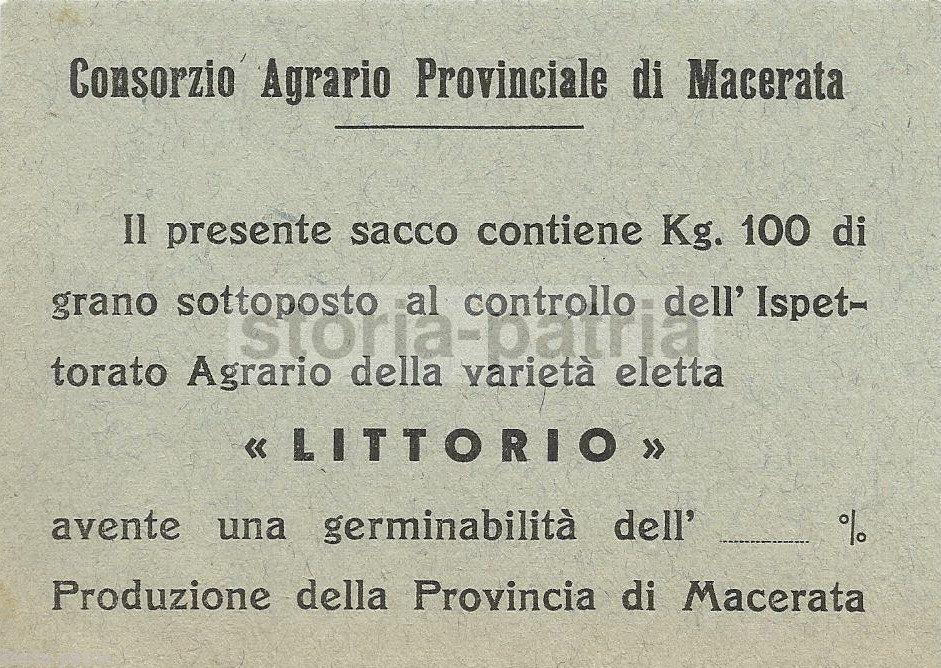 Consorzio Agrario Provinciale di Macerata
Il presente sacco contiene Kg. 100 di
grano sottoposto al controllo dell' Ispet-
torato Agrario della varietà eletta
« LITTORIO »
avente una germinabilità dell' ............ %
Produzione della Provincia di Macerata
storia-patria